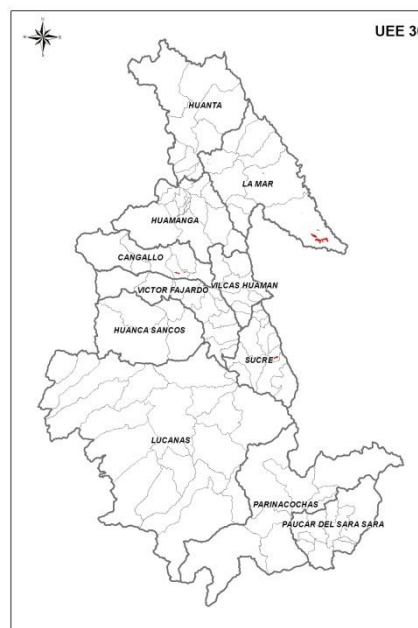 UEE 30
HUANTA
LA MAR
HUAMANGA
CANGALLO
VICTOR FAJARDO
VILCAS HUAMAN
HUANCA SANCOS
SUCRE
LUCANAS
PARINACOCHAS
PAUCAR DEL SARA SARA